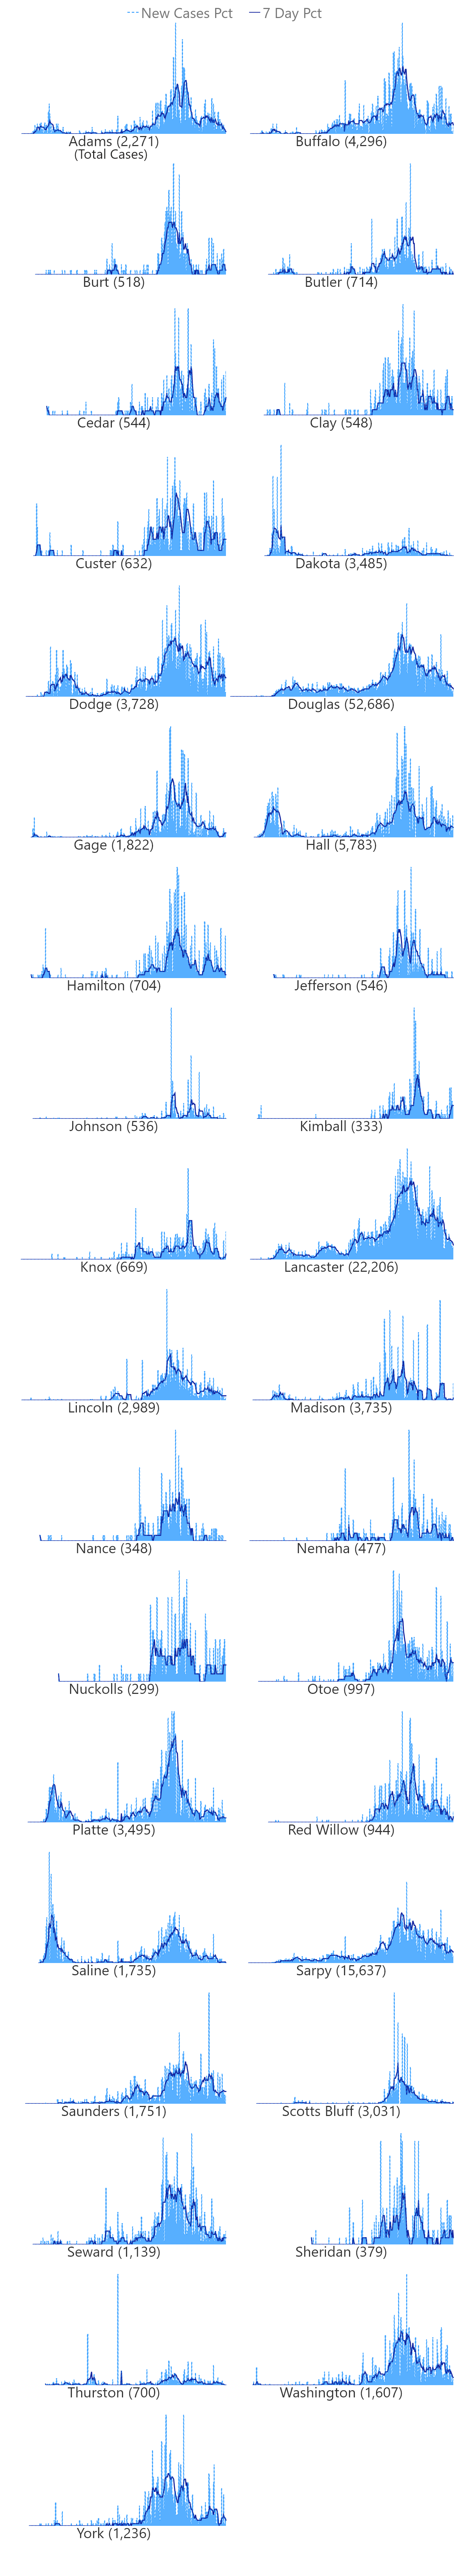 New Cases Pct 7 Day Pct
Adams (2,271)
(Total Cases)
Buffalo (4,296)
Burt (518)
Butler (714)
Cedar (544)
Clay (548)
Custer (632)
Dakota (3,485)
Dodge (3,728)
Douglas (52,686)
Gage (1,822)
Hall (5,783)
Hamilton (704)
Jefferson (546)
Johnson (536)
Kimball (333)
Knox (669)
Lancaster (22,206)
Lincoln (2,989)
Madison (3,735)
Nance (348)
Nemaha (477)
Nuckolls (299)
Otoe (997)
Platte (3,495)
Red Willow (944)
Saline (1,735)
Sarpy (15,637)
Saunders (1,751)
Scotts Bluff (3,031)
Seward (1,139)
Sheridan (379)
Thurston (700)
Washington (1,607)
York (1,236)